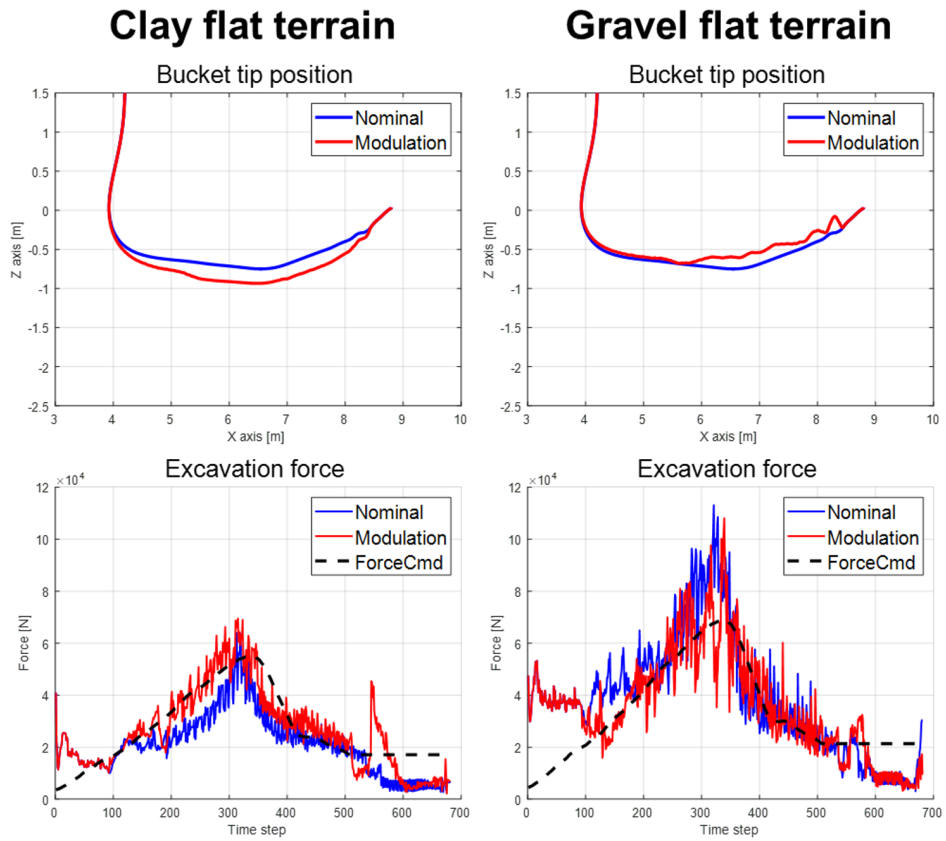 Clay flat terrain
Gravel flat terrain
Bucket tip position
1.5
1
0.5
0
-0.5
-1
-1.5
-2
-2.5
Z axis [m]
3 4 5 6 7 8 9 10
X axis [m]
Nominal
Modulation
Bucket tip position
1.5
1
0.5
0
-0.5
-1
-1.5
-2
-2.5
Z axis [m]
3 4 5 6 7 8 9 10
X axis [m]
Nominal
Modulation
Excavation force
×10⁴
12
10
8
6
4
2
0
Force [N]
0 100 200 300 400 500 600 700
Time step
Nominal
Modulation
ForceCmd
Excavation force
×10⁴
12
10
8
6
4
2
0
Force [N]
0 100 200 300 400 500 600 700
Time step
Nominal
Modulation
ForceCmd